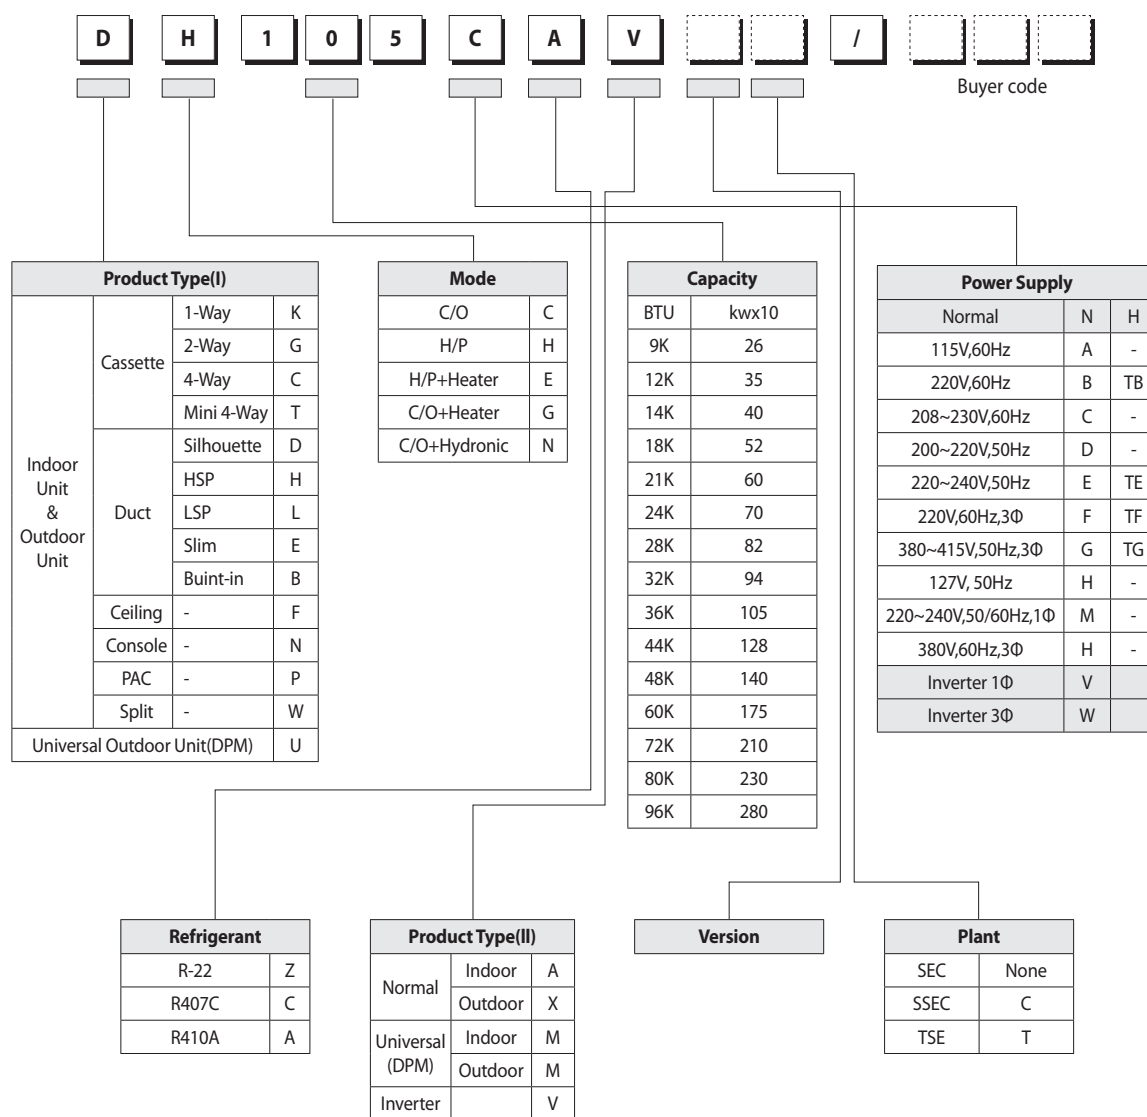 D H 1 0 5 C A V /
Buyer code
Product Type(I)
Indoor Unit & Outdoor Unit
Cassette
1-Way K
2-Way G
4-Way C
Mini 4-Way T
Duct
Silhouette D
HSP H
LSP L
Slim E
Buint-in B
Ceiling - F
Console - N
PAC - P
Split - W
Universal Outdoor Unit(DPM) U
Mode
C/O C
H/P H
H/P+Heater E
C/O+Heater G
C/O+Hydronic N
Capacity
BTU kwx10
9K 26
12K 35
14K 40
18K 52
21K 60
24K 70
28K 82
32K 94
36K 105
44K 128
48K 140
60K 175
72K 210
80K 230
96K 280
Power Supply
Normal N H
115V,60Hz A -
220V,60Hz B TB
208~230V,60Hz C -
200~220V,50Hz D -
220~240V,50Hz E TE
220V,60Hz,3Φ F TF
380~415V,50Hz,3Φ G TG
127V, 50Hz H -
220~240V,50/60Hz,1Φ M -
380V,60Hz,3Φ H -
Inverter 1Φ V
Inverter 3Φ W
Refrigerant
R-22 Z
R407C C
R410A A
Product Type(ll)
Normal
Indoor A
Outdoor X
Universal (DPM)
Indoor M
Outdoor M
Inverter V
Version
Plant
SEC None
SSEC C
TSE T